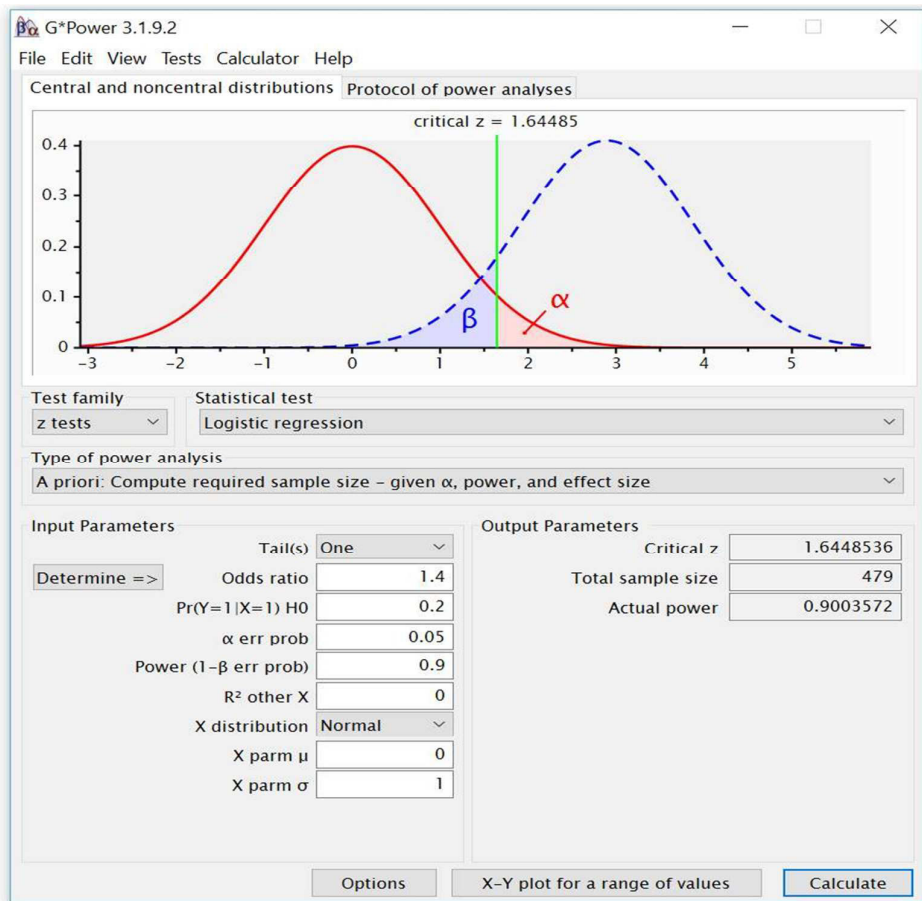 βα G*Power 3.1.9.2
File Edit View Tests Calculator Help
Central and noncentral distributions Protocol of power analyses
critical z = 1.64485
0.4
0.3
0.2
0.1
0
β
α
-3 -2 -1 0 1 2 3 4 5
Test family Statistical test
z tests Logistic regression
Type of power analysis
A priori: Compute required sample size - given α, power, and effect size
Input Parameters
Tail(s) One
Determine => Odds ratio 1.4
Pr(Y=1|X=1) H0 0.2
α err prob 0.05
Power (1-β err prob) 0.9
R² other X 0
X distribution Normal
X parm μ 0
X parm σ 1
Output Parameters
Critical z 1.6448536
Total sample size 479
Actual power 0.9003572
Options X-Y plot for a range of values Calculate